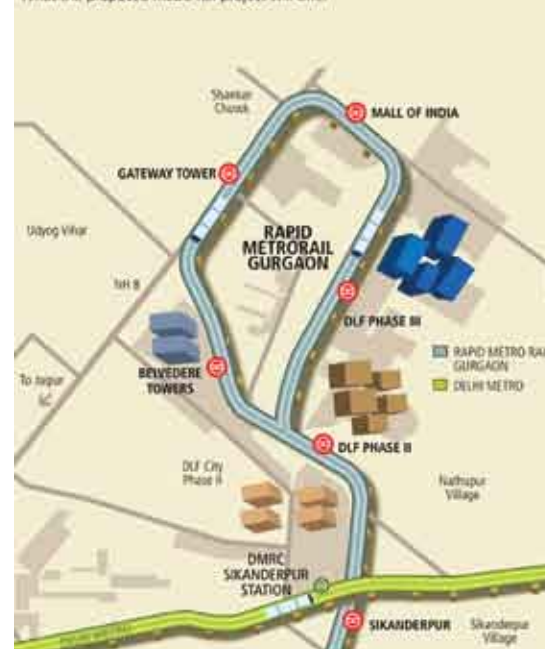 Shankar
Chowk
MALL OF INDIA
GATEWAY TOWER
Udyog Vihar
RAPID
METRORAIL
GURGAON
NH 8
DLF PHASE III
RAPID METRO RAI
GURGAON
DELHI METRO
BELVEDERE
TOWERS
To Jaipur
DLF PHASE II
DLF City
Phase II
Nathupur
Village
DMRC
SIKANDERPUR
STATION
SIKANDERPUR
Sikanderpur
Village